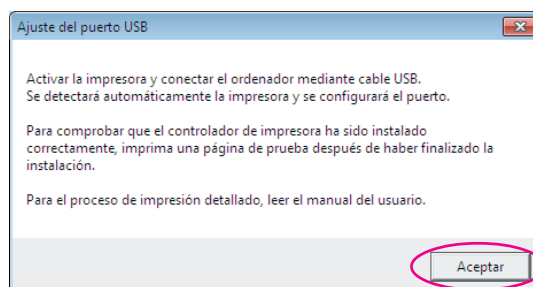 Ajuste del puerto USB
Activar la impresora y conectar el ordenador mediante cable USB.
Se detectará automáticamente la impresora y se configurará el puerto.
Para comprobar que el controlador de impresora ha sido instalado
correctamente, imprima una página de prueba después de haber finalizado la
instalación.
Para el proceso de impresión detallado, leer el manual del usuario.
Aceptar